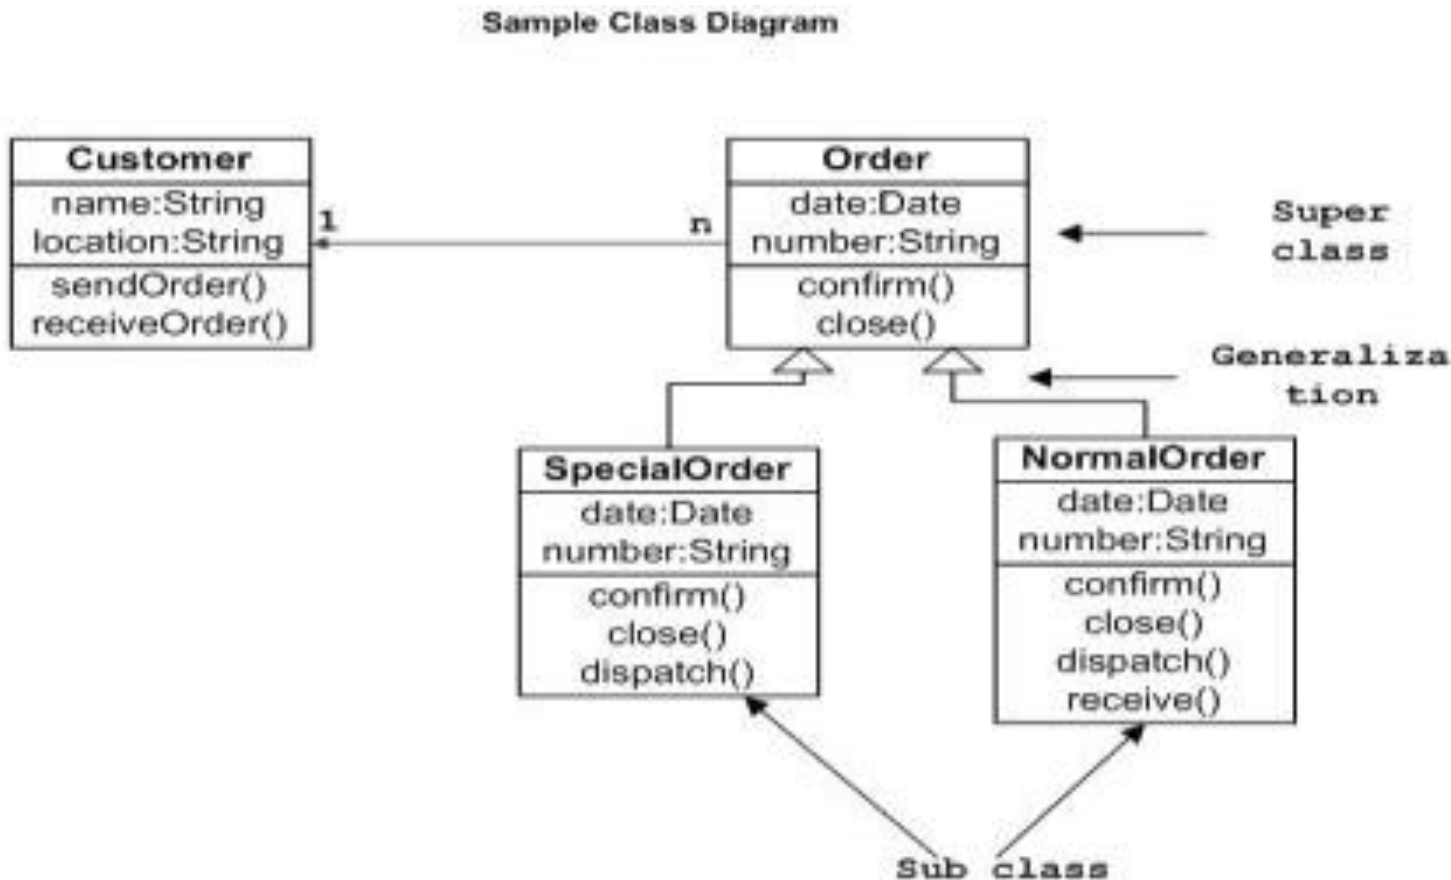 Sample Class Diagram
Customer
name:String
location:String
sendOrder()
receiveOrder()
1
n
Order
date:Date
number:String
confirm()
close()
Super
class
Generaliza
tion
SpecialOrder
date:Date
number:String
confirm()
close()
dispatch()
NormalOrder
date:Date
number:String
confirm()
close()
dispatch()
receive()
Sub class